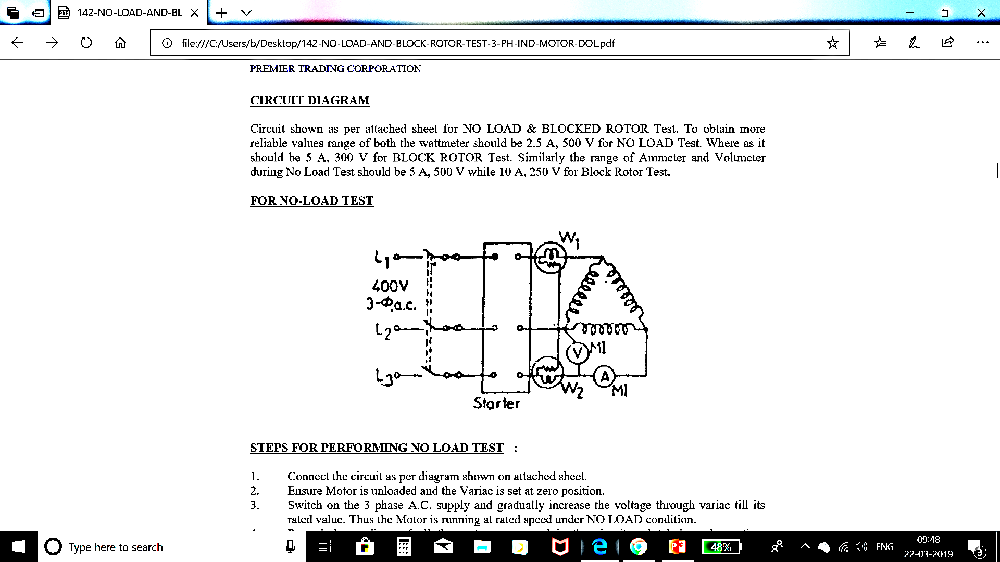 142-NO-LOAD-AND-BL
file:///C:/Users/b/Desktop/142-NO-LOAD-AND-BLOCK-ROTOR-TEST-3-PH-IND-MOTOR-DOL.pdf
PREMIER TRADING CORPORATION
CIRCUIT DIAGRAM
Circuit shown as per attached sheet for NO LOAD & BLOCKED ROTOR Test. To obtain more
reliable values range of both the wattmeter should be 2.5 A, 500 V for NO LOAD Test. Where as it
should be 5 A, 300 V for BLOCK ROTOR Test. Similarly the range of Ammeter and Voltmeter
during No Load Test should be 5 A, 500 V while 10 A, 250 V for Block Rotor Test.
FOR NO-LOAD TEST
W1
L1
400V
3-Φ,a.c.
L2
V MI
L3
A
W2 MI
Starter
STEPS FOR PERFORMING NO LOAD TEST :
1. Connect the circuit as per diagram shown on attached sheet.
2. Ensure Motor is unloaded and the Variac is set at zero position.
3. Switch on the 3 phase A.C. supply and gradually increase the voltage through variac till its
rated value. Thus the Motor is running at rated speed under NO LOAD condition.
Type here to search
48%
ENG
09:48
22-03-2019
3